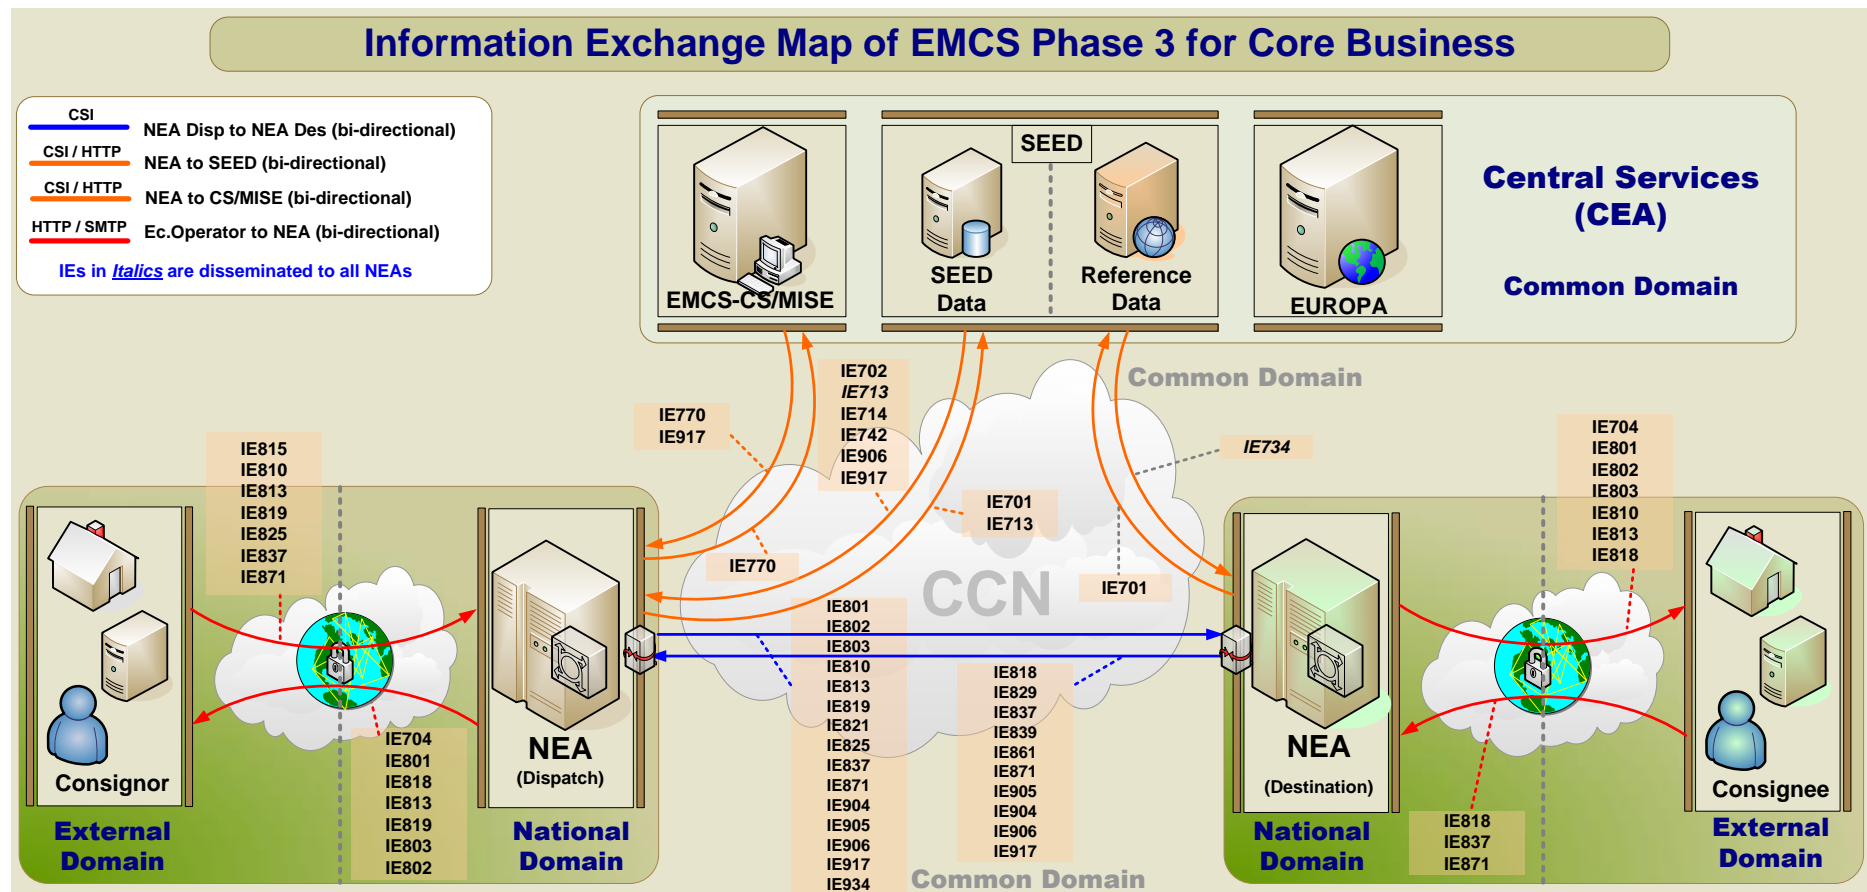 Information Exchange Map of EMCS Phase 3 for Core Business
CSI
NEA Disp to NEA Des (bi-directional)
CSI / HTTP
NEA to SEED (bi-directional)
CSI / HTTP
NEA to CS/MISE (bi-directional)
HTTP / SMTP
Ec.Operator to NEA (bi-directional)
IEs in Italics are disseminated to all NEAs
EMCS-CS/MISE
SEED
SEED
Data
Reference
Data
EUROPA
Central Services
(CEA)
Common Domain
Common Domain
IE702
IE713
IE714
IE742
IE906
IE917
IE770
IE917
IE734
IE701
IE713
IE770
IE701
CCN
IE815
IE810
IE813
IE819
IE825
IE837
IE871
IE704
IE801
IE802
IE803
IE810
IE813
IE818
Consignor
External
Domain
IE704
IE801
IE818
IE813
IE819
IE803
IE802
NEA
(Dispatch)
National
Domain
IE801
IE802
IE803
IE810
IE813
IE819
IE821
IE825
IE837
IE871
IE904
IE905
IE906
IE917
IE934
IE818
IE829
IE837
IE839
IE861
IE871
IE905
IE904
IE906
IE917
Common Domain
NEA
(Destination)
National
Domain
IE818
IE837
IE871
Consignee
External
Domain